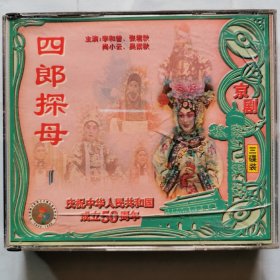 四郎探母
主演:李和曾、张君秋
尚小云、吴素秋
京剧
三碟装
庆祝中华人民共和国
成立50周年